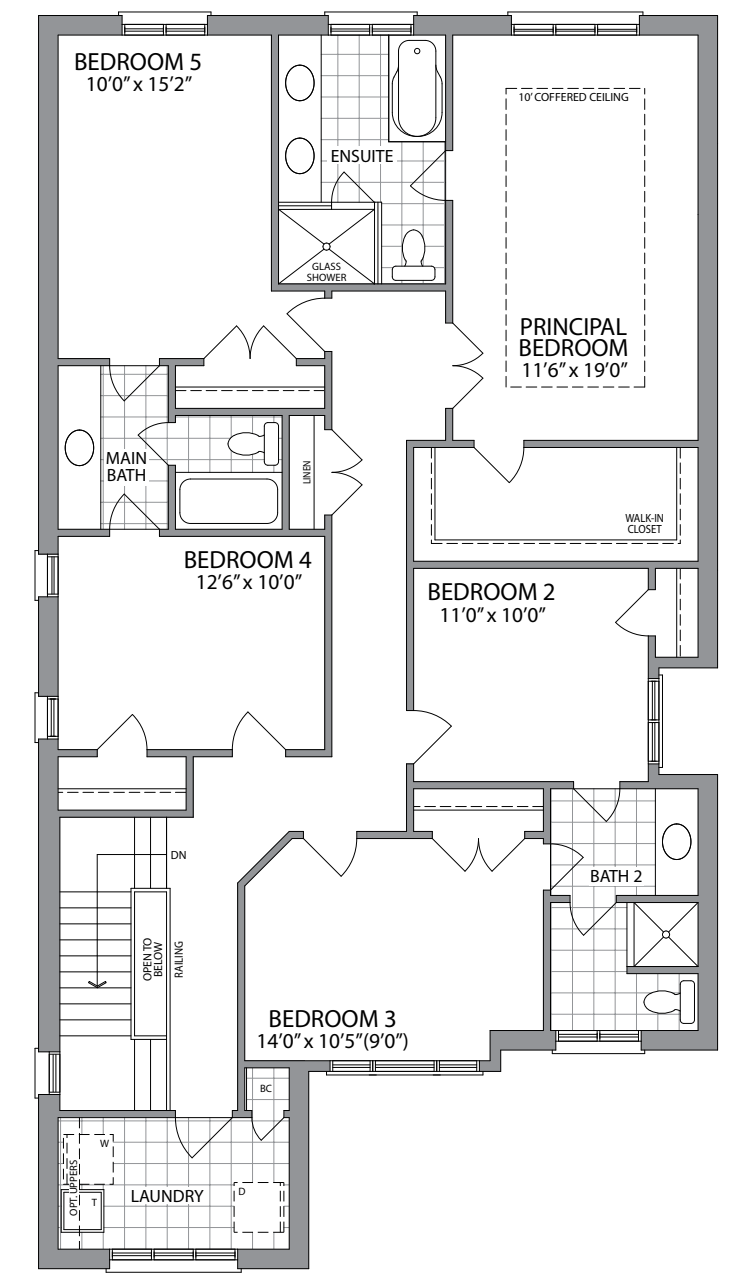 BEDROOM 5
10'0" x 15'2"
10' COFFERED CEILING
ENSUITE
GLASS
SHOWER
PRINCIPAL
BEDROOM
11'6" x 19'0"
MAIN
BATH
LINEN
WALK-IN
CLOSET
BEDROOM 4
12'6" x 10'0"
BEDROOM 2
11'0" x 10'0"
DN
BATH 2
OPEN TO
BELOW
RAILING
BEDROOM 3
14'0" x 10'5"(9'0")
BC
W
OPT. UPPERS
T
LAUNDRY
D